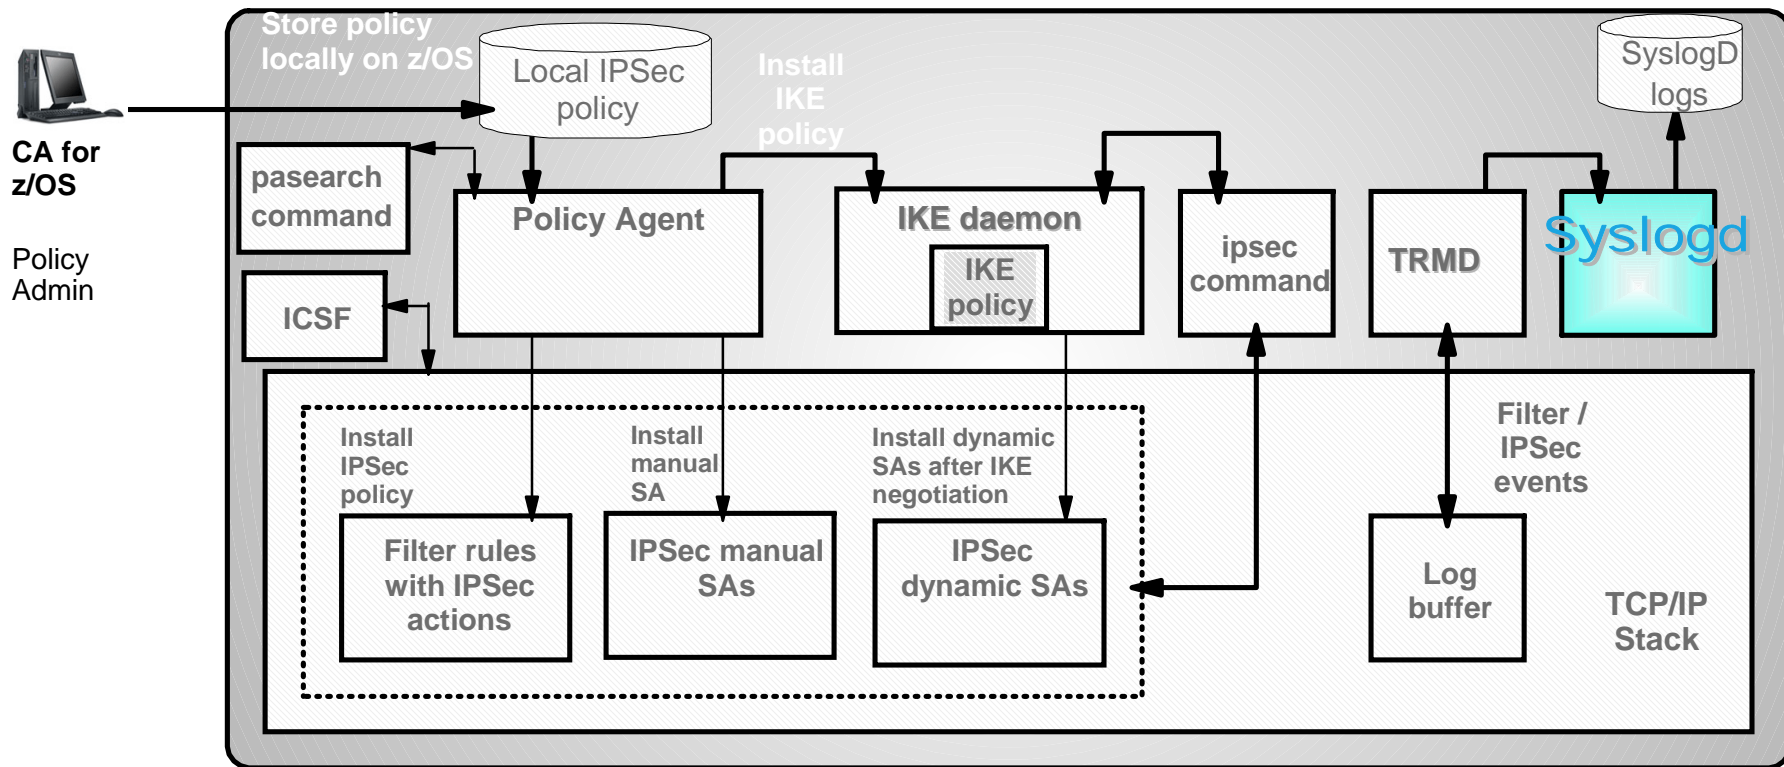 Store policy
locally on z/OS
Local IPSec
policy
Install
IKE
policy
SyslogD
logs
CA for
z/OS
Policy
Admin
pasearch
command
Policy Agent
IKE daemon
IKE
policy
ipsec
command
TRMD
Syslogd
ICSF
Install
IPSec
policy
Install
manual
SA
Install dynamic
SAs after IKE
negotiation
Filter /
IPSec
events
Filter rules
with IPSec
actions
IPSec manual
SAs
IPSec
dynamic SAs
Log
buffer
TCP/IP
Stack